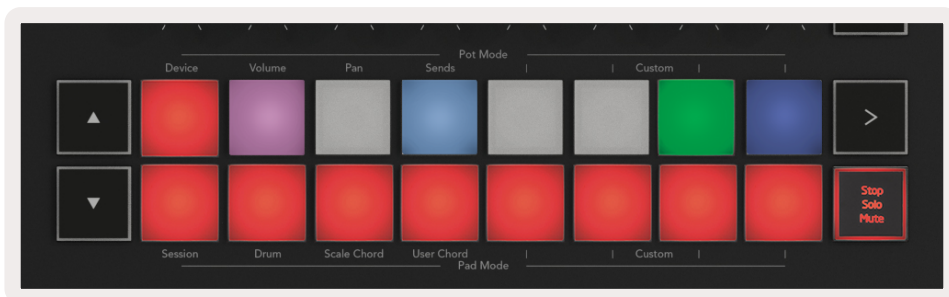 Pot Mode
Device Volume Pan Sends Custom
Stop
Solo
Mute
Session Drum Scale Chord User Chord Custom
Pad Mode